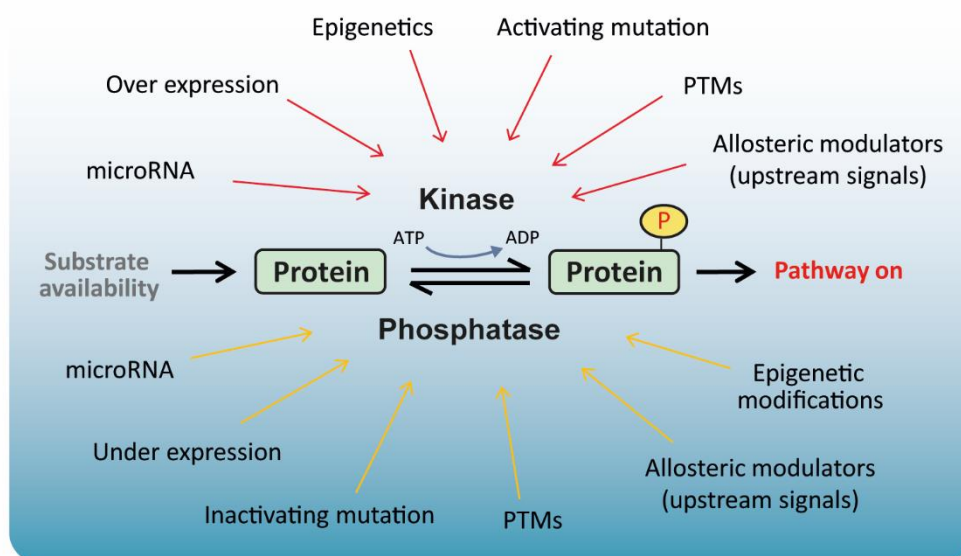 Epigenetics
Activating mutation
Over expression
PTMs
microRNA
Allosteric modulators
(upstream signals)
Kinase
P
ATP
ADP
Substrate
availability
Protein
Protein
Pathway on
Phosphatase
microRNA
Epigenetic
modifications
Under expression
Allosteric modulators
(upstream signals)
Inactivating mutation
PTMs